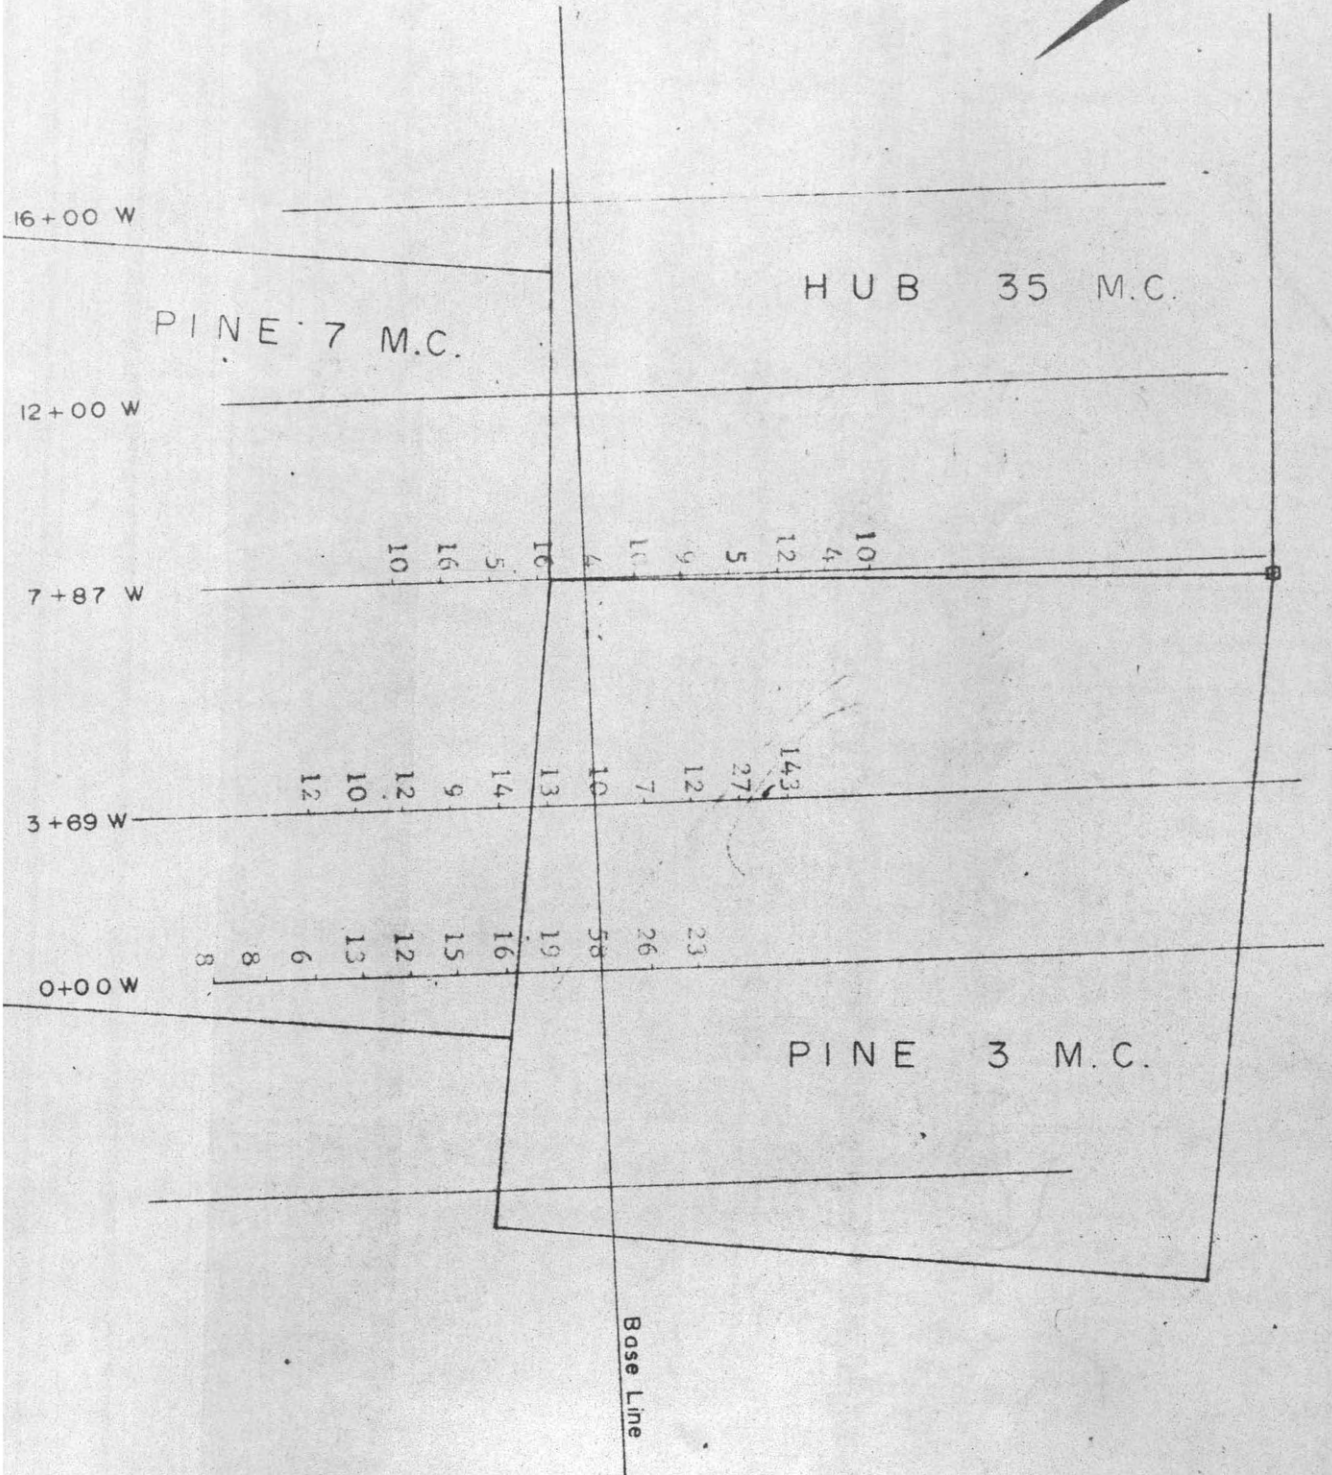 16+00 W
HUB 35 M.C.
PINE 7 M.C.
12+00 W
10 16 5 4 9 5 12 4 10
7+87 W
12 10 12 9 14 13 10 7 12 27 143
3+69 W
8 8 6 13 12 15 16 19 58 26 23
0+00 W
PINE 3 M.C.
Base Line